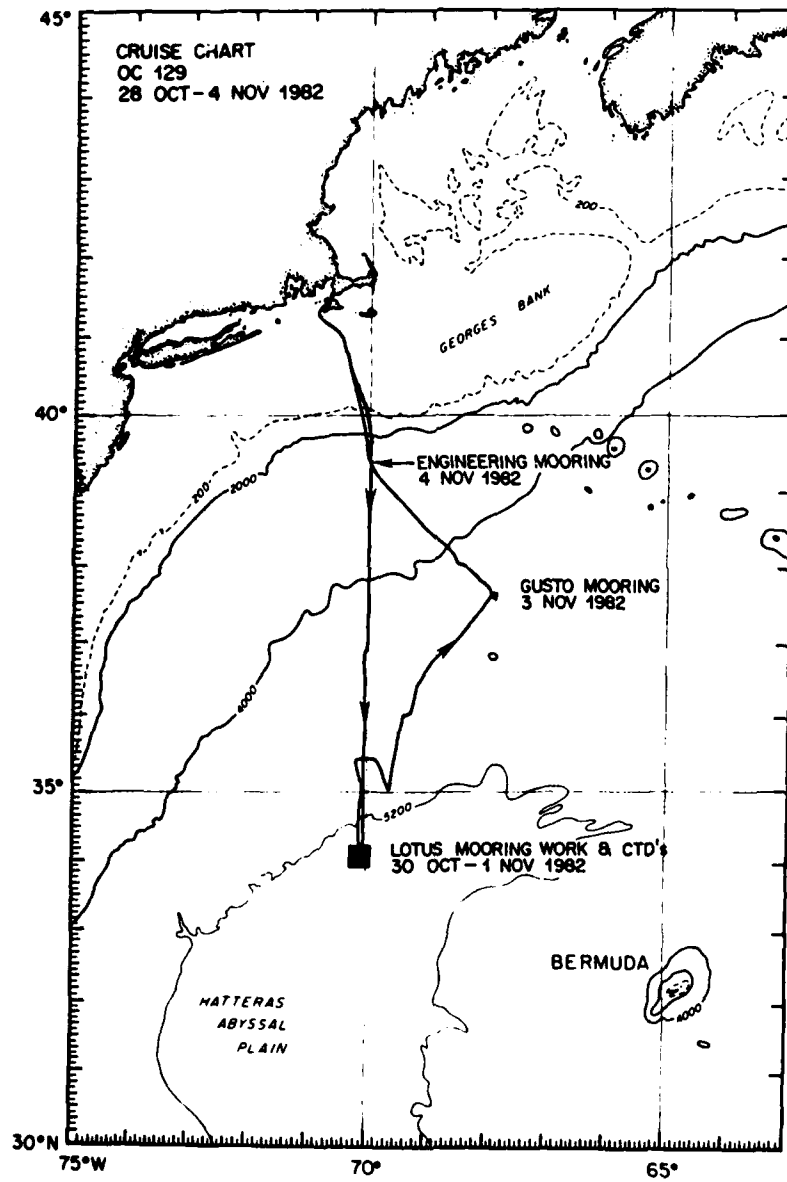 45°
CRUISE CHART
OC 129
28 OCT-4 NOV 1982
200
GEORGES BANK
40°
ENGINEERING MOORING
4 NOV 1982
200
2000
GUSTO MOORING
3 NOV 1982
4000
35°
5200
LOTUS MOORING WORK & CTD's
30 OCT-1 NOV 1982
BERMUDA
4000
HATTERAS
ABYSSAL
PLAIN
30°N
75°W
70°
65°